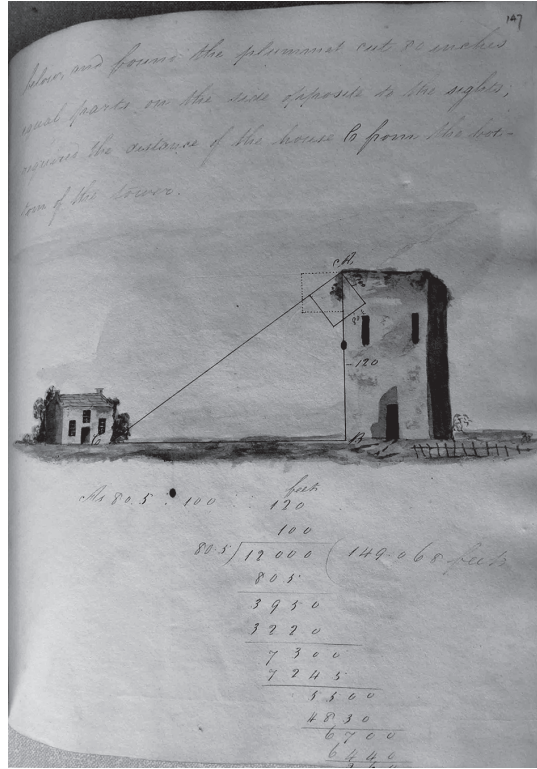 147
below, and found the plummet cut 80 inches
equal parts on the side opposite to the sights;
required the distance of the house C from the bot-
tom of the tower.
A
120
B
C
feet
As 80.5 : 100 120
100
80.5 12000 149.068 feet
805
3950
3220
7300
7245
5500
4830
6700
6440